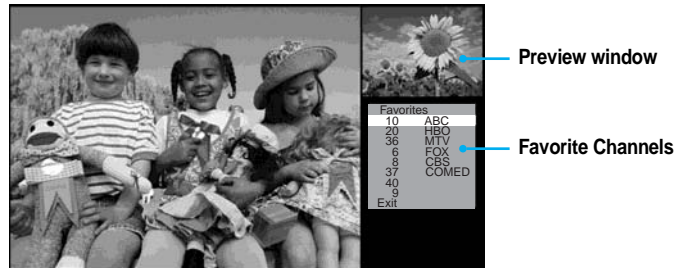 Preview window
Favorites
10 ABC
20 HBO
36 MTV
6 FOX
8 CBS
37 COMED
40
9
Exit
Favorite Channels